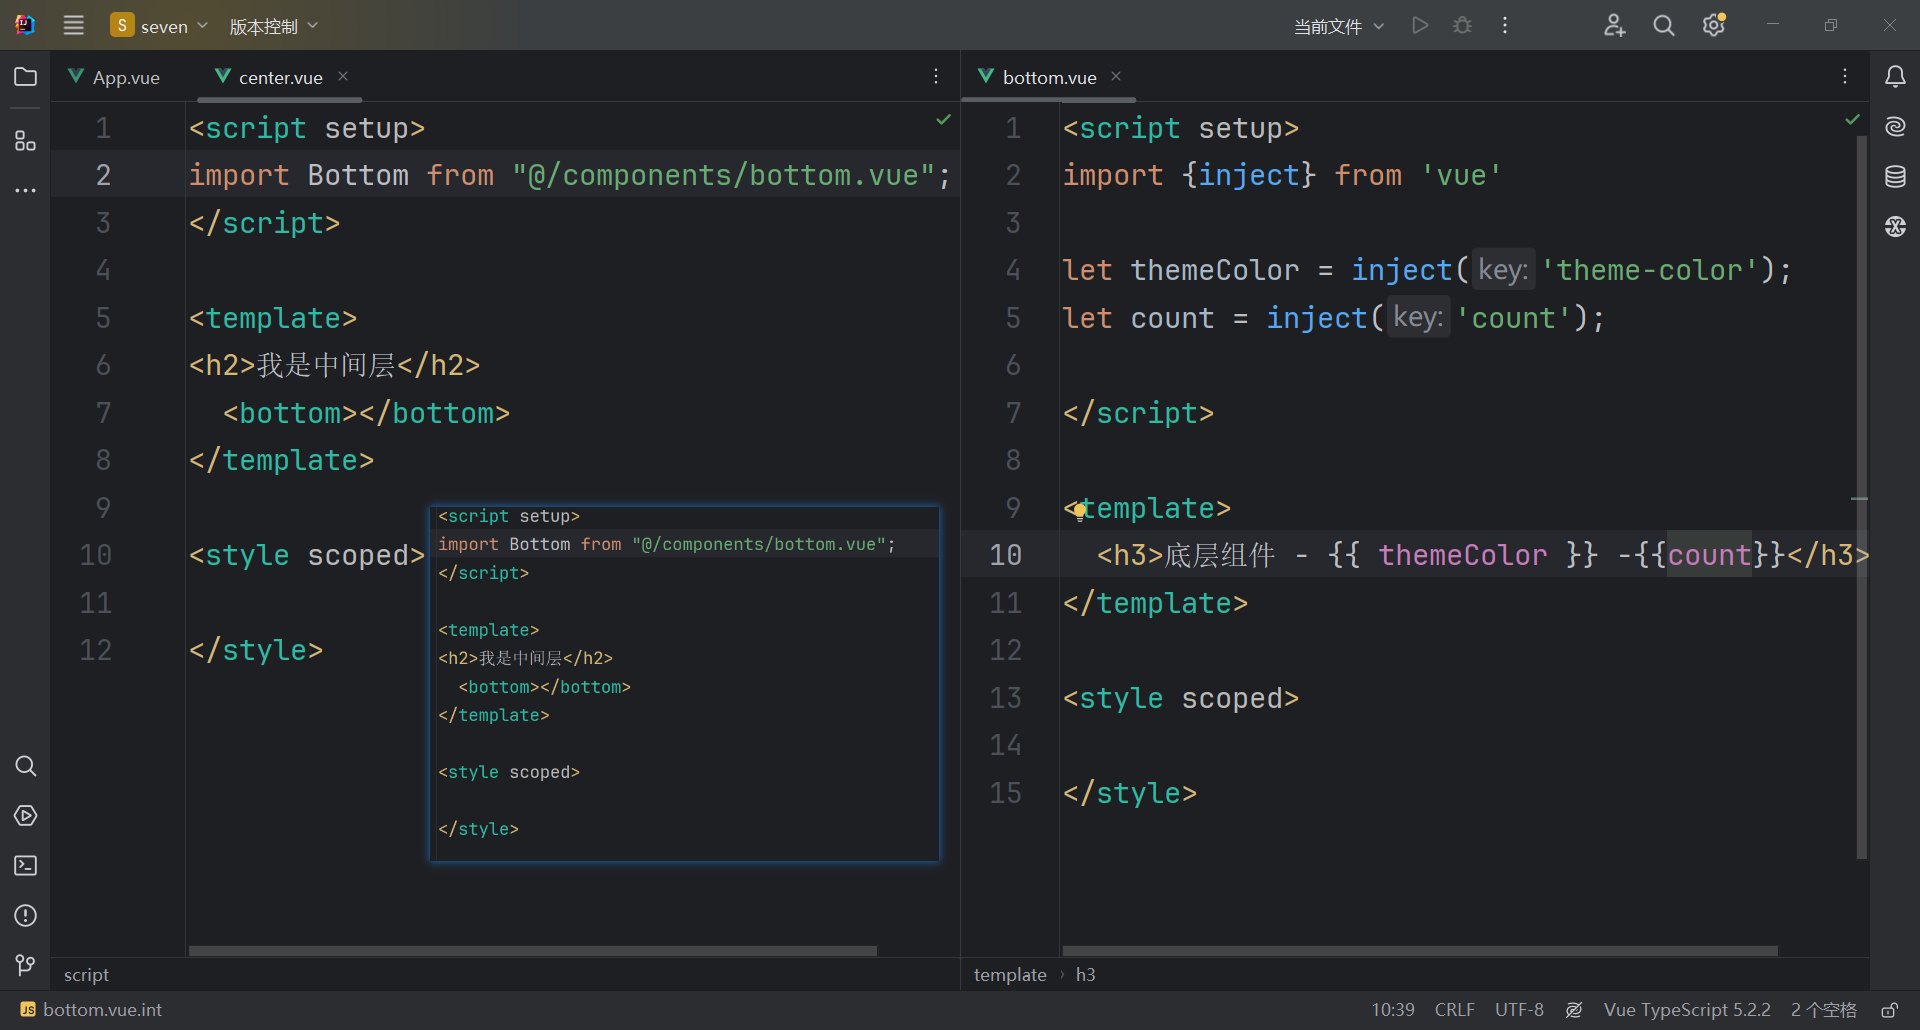 S seven 版本控制 当前文件
App.vue center.vue
1 <script setup>
2 import Bottom from "@/components/bottom.vue";
3 </script>
4
5 <template>
6 <h2>我是中间层</h2>
7 <bottom></bottom>
8 </template>
9
10 <style scoped>
11
12 </style>
<script setup>
import Bottom from "@/components/bottom.vue";
</script>
<template>
<h2>我是中间层</h2>
<bottom></bottom>
</template>
<style scoped>
</style>
script
bottom.vue
1 <script setup>
2 import {inject} from 'vue'
3
4 let themeColor = inject( key: 'theme-color');
5 let count = inject( key: 'count');
6
7 </script>
8
9 <template>
10 <h3>底层组件 - {{ themeColor }} -{{count}}</h3>
11 </template>
12
13 <style scoped>
14
15 </style>
template › h3
JS bottom.vue.int 10:39 CRLF UTF-8 Vue TypeScript 5.2.2 2 个空格